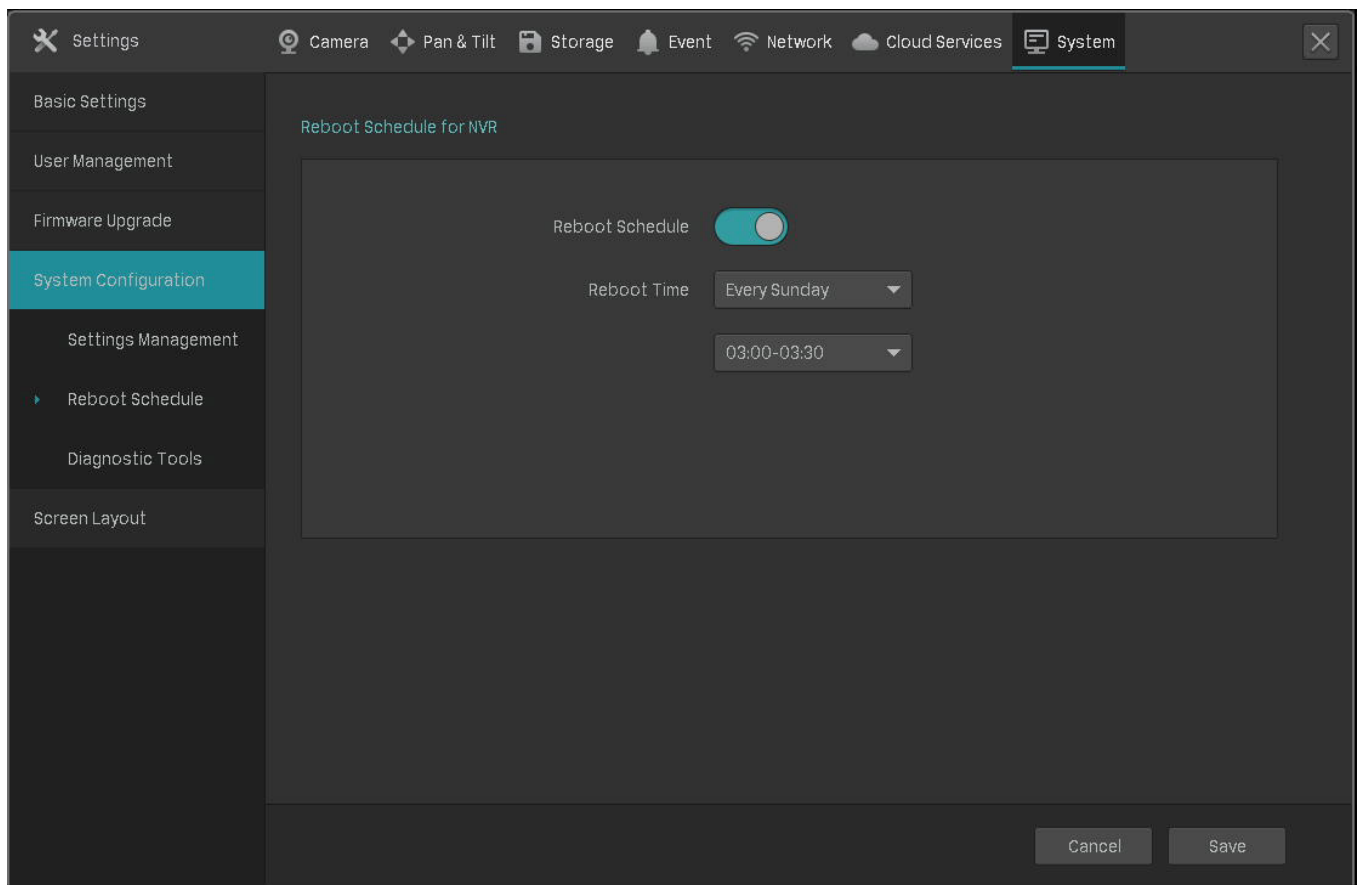 Settings
Camera Pan & Tilt Storage Event Network Cloud Services System
Basic Settings
User Management
Firmware Upgrade
System Configuration
Settings Management
Reboot Schedule
Diagnostic Tools
Screen Layout
Reboot Schedule for NVR
Reboot Schedule
Reboot Time Every Sunday
03:00-03:30
Cancel Save